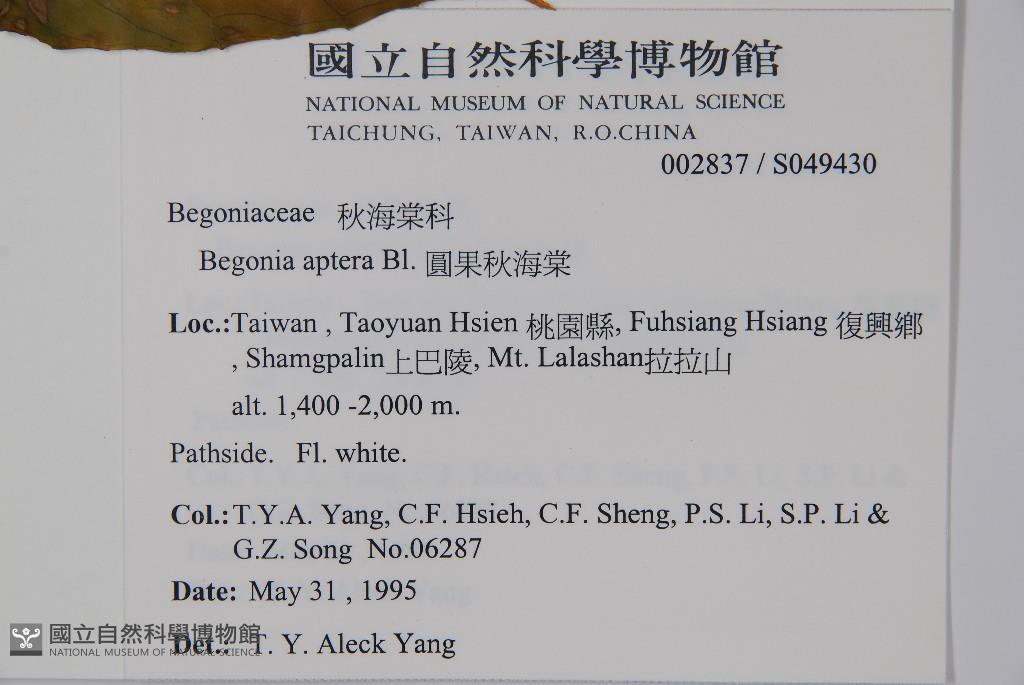 國立自然科學博物館
NATIONAL MUSEUM OF NATURAL SCIENCE
TAICHUNG, TAIWAN, R.O.CHINA
002837 / S049430
Begoniaceae 秋海棠科
Begonia aptera Bl. 圓果秋海棠
Loc.:Taiwan , Taoyuan Hsien 桃園縣, Fuhsiang Hsiang 復興鄉
, Shamgpalin上巴陵, Mt. Lalashan拉拉山
alt. 1,400 -2,000 m.
Pathside. Fl. white.
Col.:T.Y.A. Yang, C.F. Hsieh, C.F. Sheng, P.S. Li, S.P. Li &
G.Z. Song No.06287
Date: May 31 , 1995
Det.: T. Y. Aleck Yang
國立自然科學博物館
NATIONAL MUSEUM OF NATURAL SCIENCE